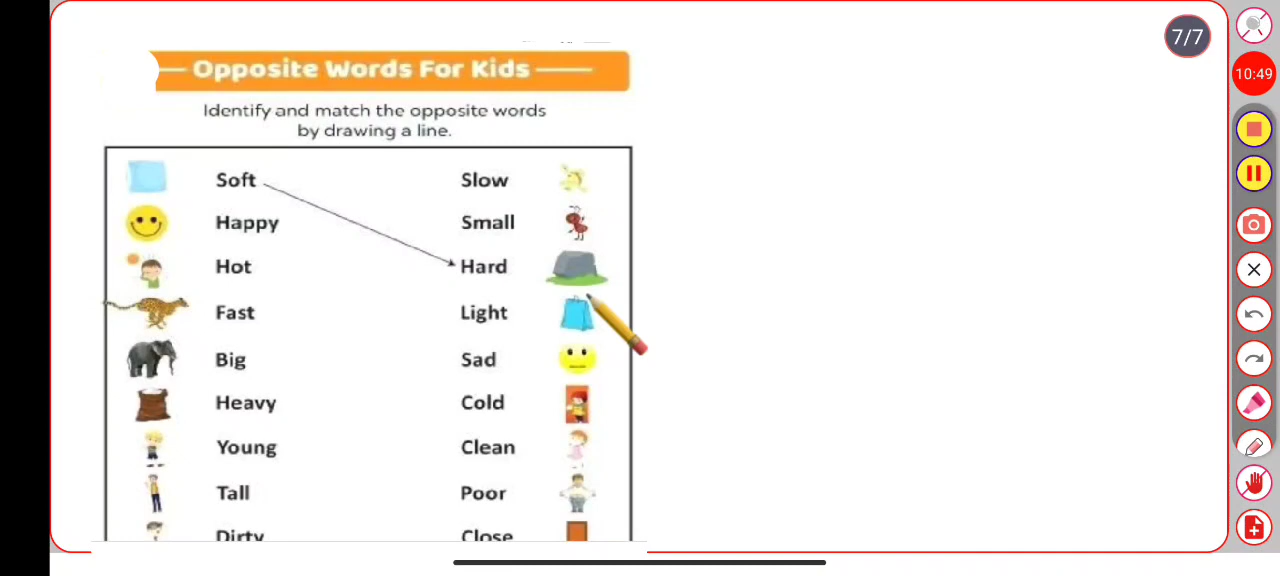 7/7
10:49
Opposite Words For Kids
Identify and match the opposite words
by drawing a line.
Soft Slow
Happy Small
Hot Hard
Fast Light
Big Sad
Heavy Cold
Young Clean
Tall Poor
Dirty Close